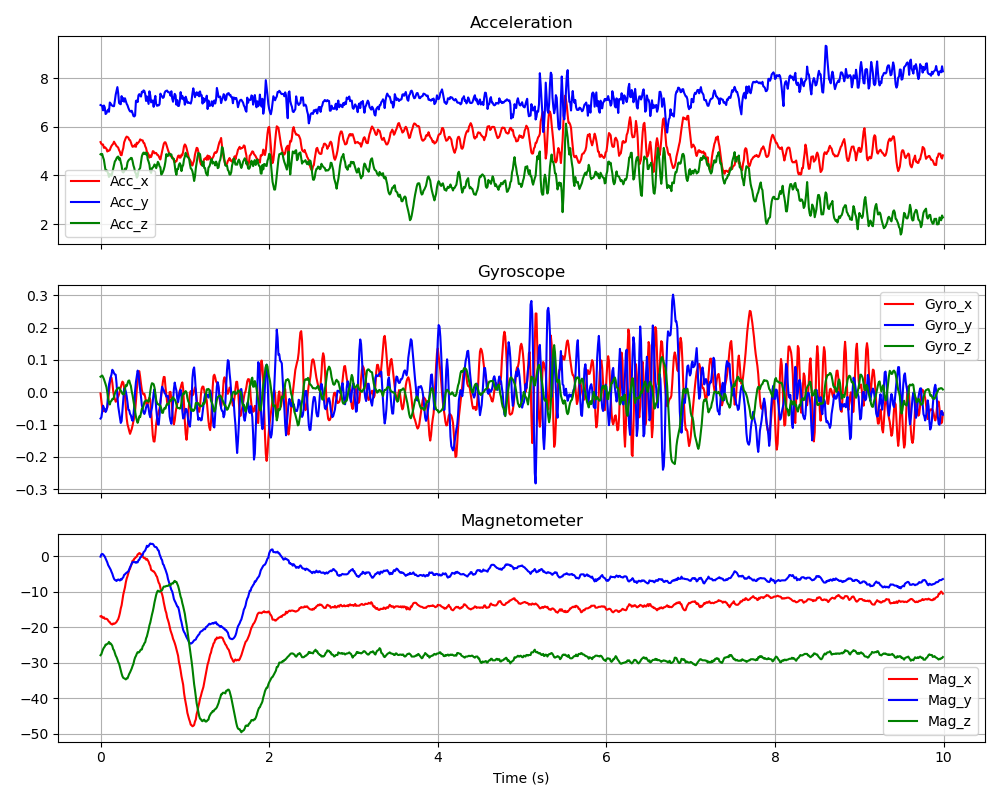 Acceleration
8
6
4
2
Acc_x
Acc_y
Acc_z
Gyroscope
0.3
0.2
0.1
0.0
−0.1
−0.2
−0.3
Gyro_x
Gyro_y
Gyro_z
Magnetometer
0
−10
−20
−30
−40
−50
Mag_x
Mag_y
Mag_z
0 2 4 6 8 10
Time (s)